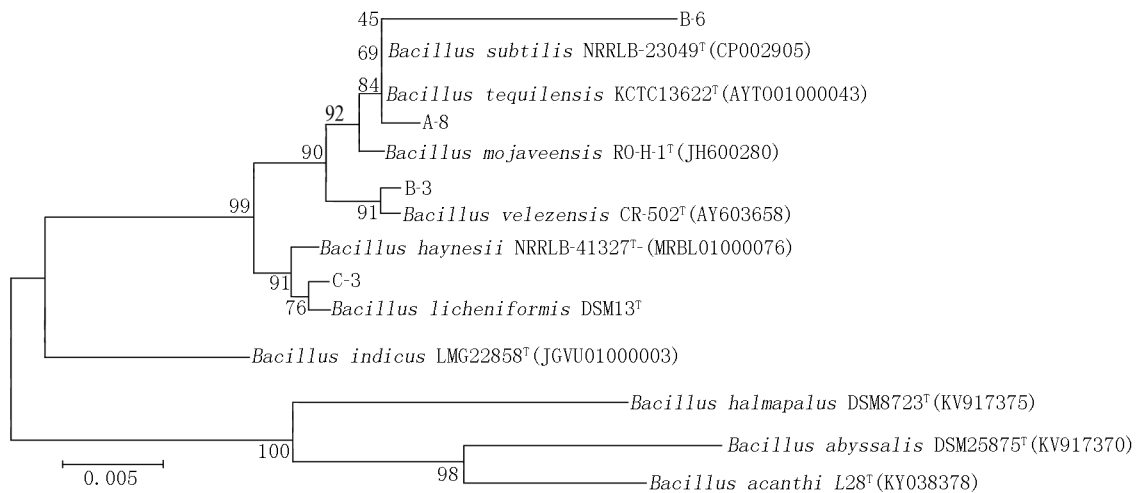 45
B-6
69
Bacillus subtilis NRRLB-23049ᵀ(CP002905)
84
Bacillus tequilensis KCTC13622ᵀ(AYT001000043)
92
A-8
90
Bacillus mojaveensis RO-H-1ᵀ(JH600280)
B-3
99
91
Bacillus velezensis CR-502ᵀ(AY603658)
Bacillus haynesii NRRLB-41327ᵀ-(MRBL01000076)
91
C-3
76
Bacillus licheniformis DSM13ᵀ
Bacillus indicus LMG22858ᵀ(JGVU01000003)
Bacillus halmapalus DSM8723ᵀ(KV917375)
100
Bacillus abyssalis DSM25875ᵀ(KV917370)
98
Bacillus acanthi L28ᵀ(KY038378)
0.005